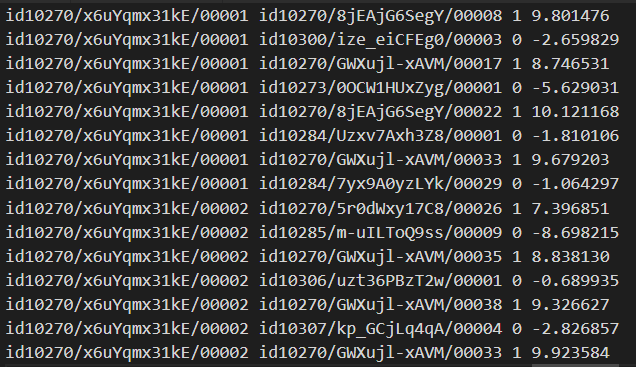 id10270/x6uYqmx31kE/00001 id10270/8jEAjG6SegY/00008 1 9.801476
id10270/x6uYqmx31kE/00001 id10300/ize_eiCFEg0/00003 0 -2.659829
id10270/x6uYqmx31kE/00001 id10270/GWXujl-xAVM/00017 1 8.746531
id10270/x6uYqmx31kE/00001 id10273/0OCW1HUxZyg/00001 0 -5.629031
id10270/x6uYqmx31kE/00001 id10270/8jEAjG6SegY/00022 1 10.121168
id10270/x6uYqmx31kE/00001 id10284/Uzxv7Axh3Z8/00001 0 -1.810106
id10270/x6uYqmx31kE/00001 id10270/GWXujl-xAVM/00033 1 9.679203
id10270/x6uYqmx31kE/00001 id10284/7yx9A0yzLYk/00029 0 -1.064297
id10270/x6uYqmx31kE/00002 id10270/5r0dWxy17C8/00026 1 7.396851
id10270/x6uYqmx31kE/00002 id10285/m-uILToQ9ss/00009 0 -8.698215
id10270/x6uYqmx31kE/00002 id10270/GWXujl-xAVM/00035 1 8.838130
id10270/x6uYqmx31kE/00002 id10306/uzt36PBzT2w/00001 0 -0.689935
id10270/x6uYqmx31kE/00002 id10270/GWXujl-xAVM/00038 1 9.326627
id10270/x6uYqmx31kE/00002 id10307/kp_GCjLq4qA/00004 0 -2.826857
id10270/x6uYqmx31kE/00002 id10270/GWXujl-xAVM/00033 1 9.923584